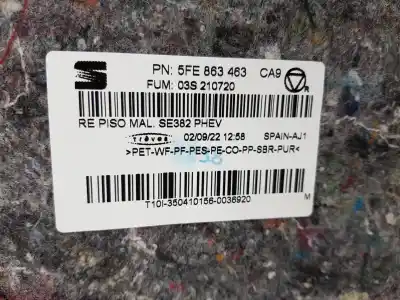 PN: 5FE 863 463 CA9
FUM: 03S 210720
RE PISO MAL. SE382 PHEV
TREVES 02/09/22 12:58 SPAIN-AJ1
>PET-WF-PF-PES-PE-CO-PP-SBR-PUR<
T10I-350410156-0036920 M